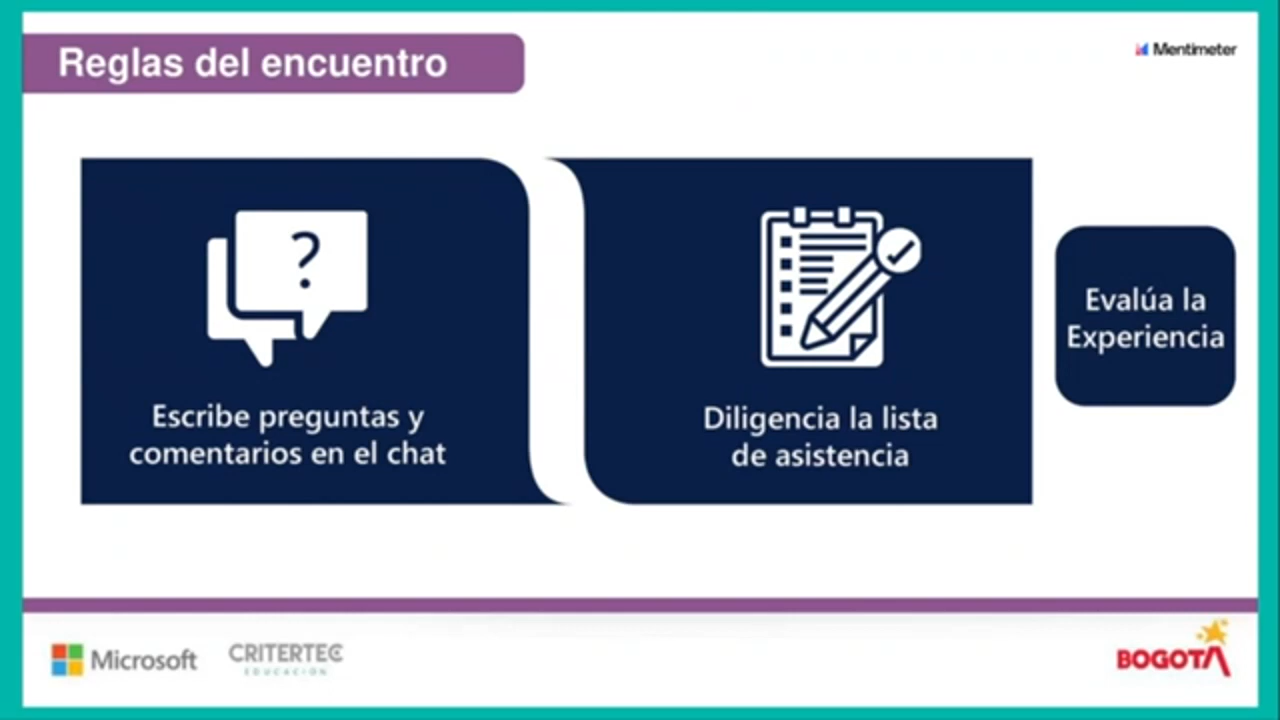 Reglas del encuentro
Mentimeter
?
Escribe preguntas y
comentarios en el chat
Diligencia la lista
de asistencia
Evalúa la
Experiencia
Microsoft
CRITERTEC
EDUCACIÓN
BOGOTÁ